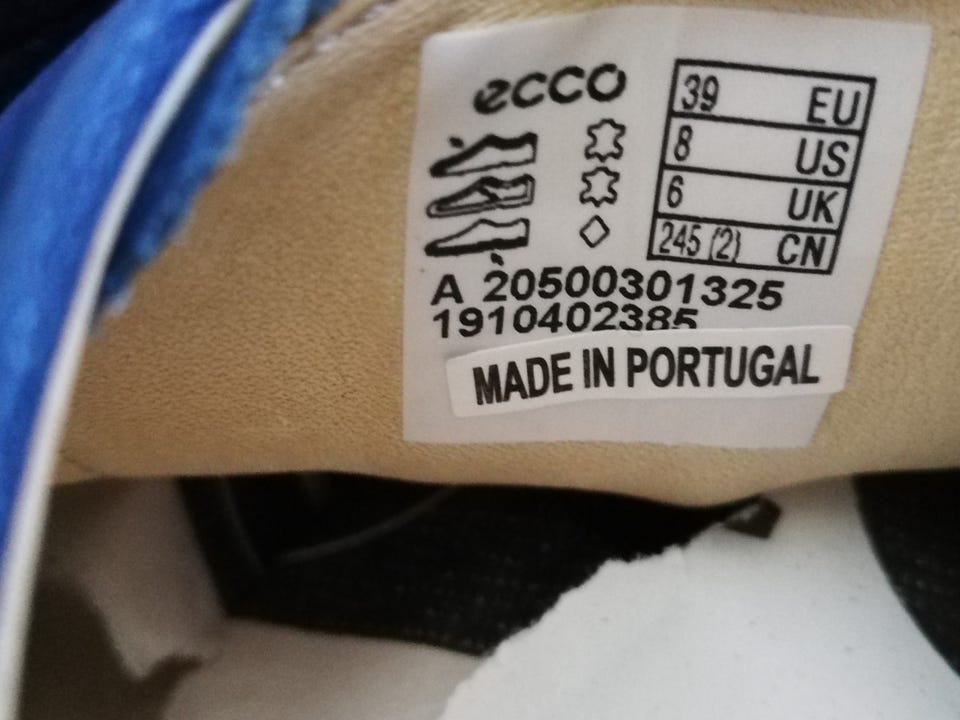 ecco
39 EU
8 US
6 UK
245 (2) CN
A 20500301325
1910402385
MADE IN PORTUGAL